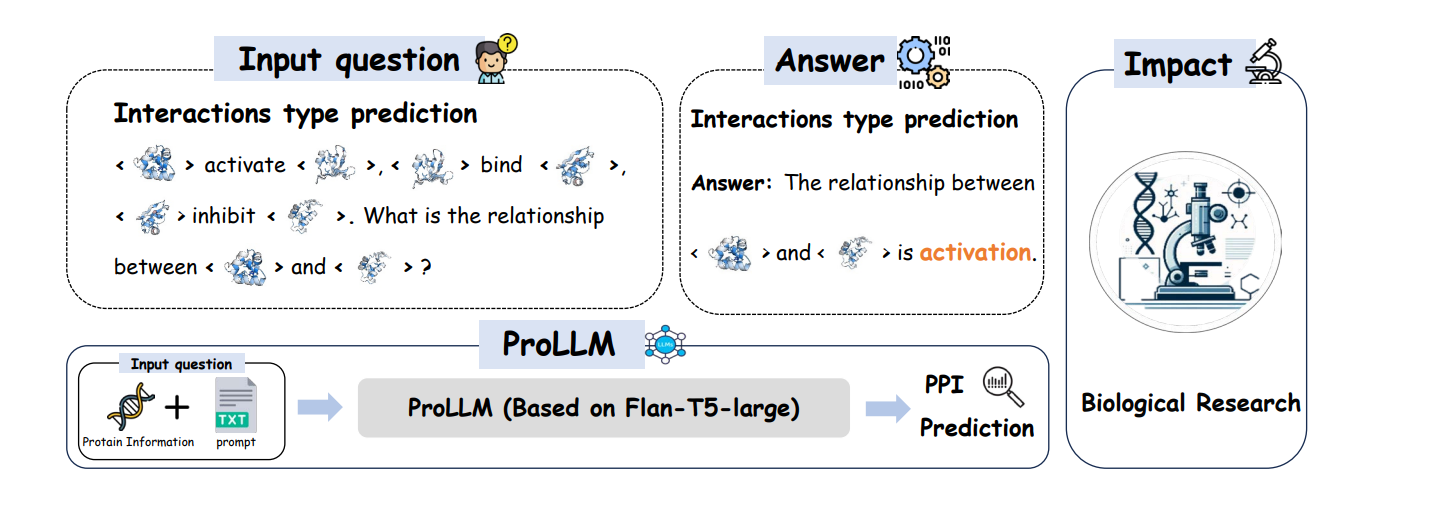 Input question
Interactions type prediction
< > activate < >, < > bind < >,
< > inhibit < >. What is the relationship
between < > and < > ?
Answer
110
01
1010
Interactions type prediction
Answer: The relationship between
< > and < > is activation.
Impact
Biological Research
ProLLM
LLMs
Input question
TXT
Protain Information
prompt
ProLLM (Based on Flan-T5-large)
PPI
Prediction